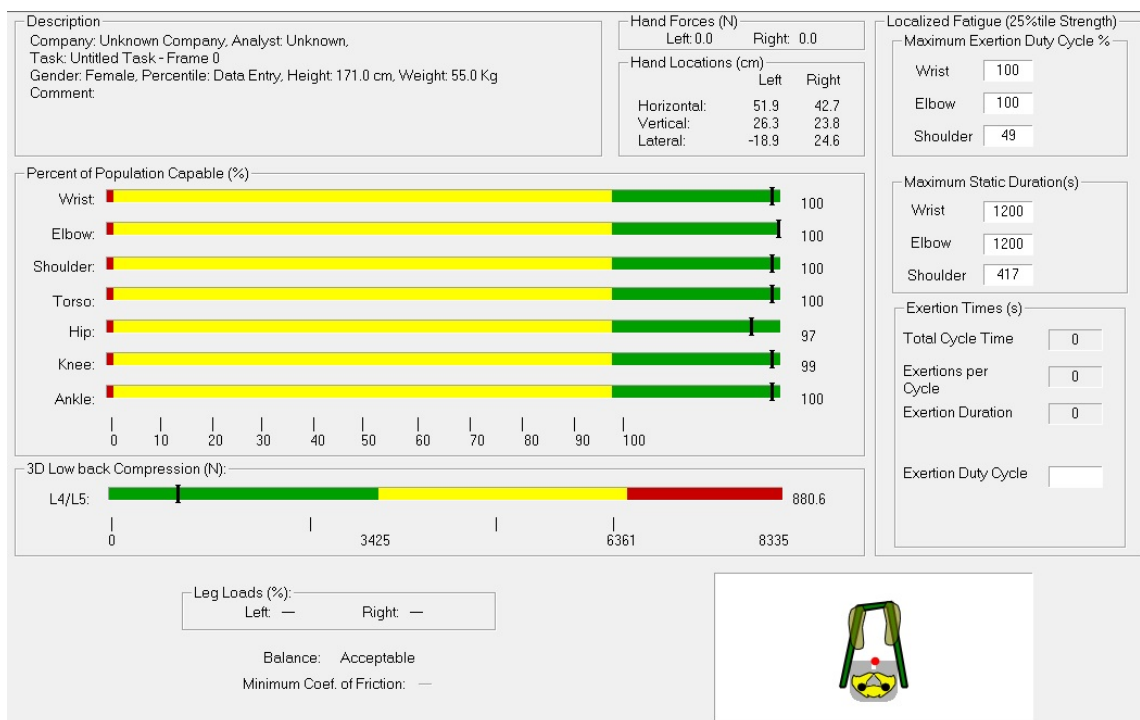 Description
Company: Unknown Company, Analyst: Unknown,
Task: Untitled Task - Frame 0
Gender: Female, Percentile: Data Entry, Height: 171.0 cm, Weight: 55.0 Kg
Comment:
Hand Forces (N)
Left: 0.0 Right: 0.0
Hand Locations (cm)
Left Right
Horizontal: 51.9 42.7
Vertical: 26.3 23.8
Lateral: -18.9 24.6
Localized Fatigue (25%tile Strength)
Maximum Exertion Duty Cycle %
Wrist 100
Elbow 100
Shoulder 49
Percent of Population Capable (%)
Wrist: 100
Elbow: 100
Shoulder: 100
Torso: 100
Hip: 97
Knee: 99
Ankle: 100
0 10 20 30 40 50 60 70 80 90 100
Maximum Static Duration(s)
Wrist 1200
Elbow 1200
Shoulder 417
Exertion Times (s)
Total Cycle Time 0
Exertions per
Cycle 0
Exertion Duration 0
Exertion Duty Cycle
3D Low back Compression (N):
L4/L5: 880.6
0 3425 6361 8335
Leg Loads (%):
Left: — Right: —
Balance: Acceptable
Minimum Coef. of Friction: —